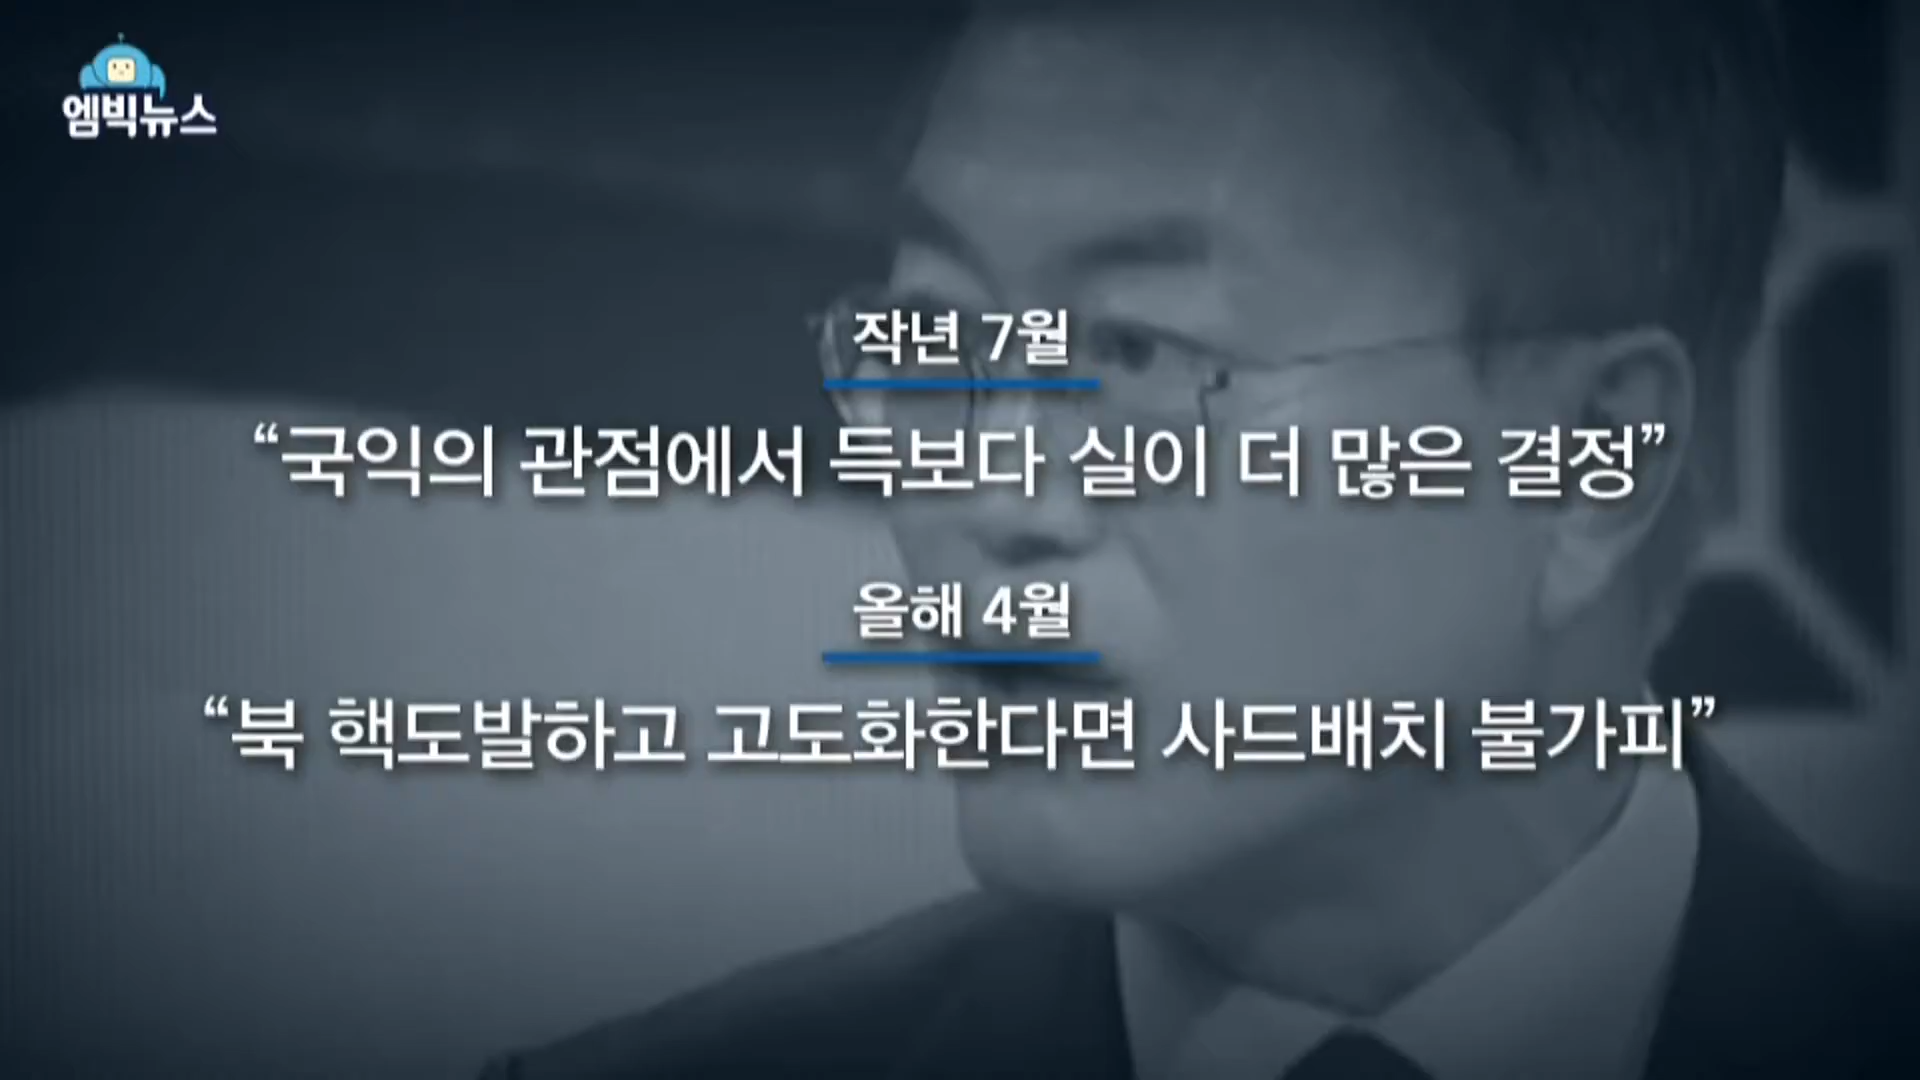 엠빅뉴스
작년 7월
“국익의 관점에서 득보다 실이 더 많은 결정”
올해 4월
“북 핵도발하고 고도화한다면 사드배치 불가피”